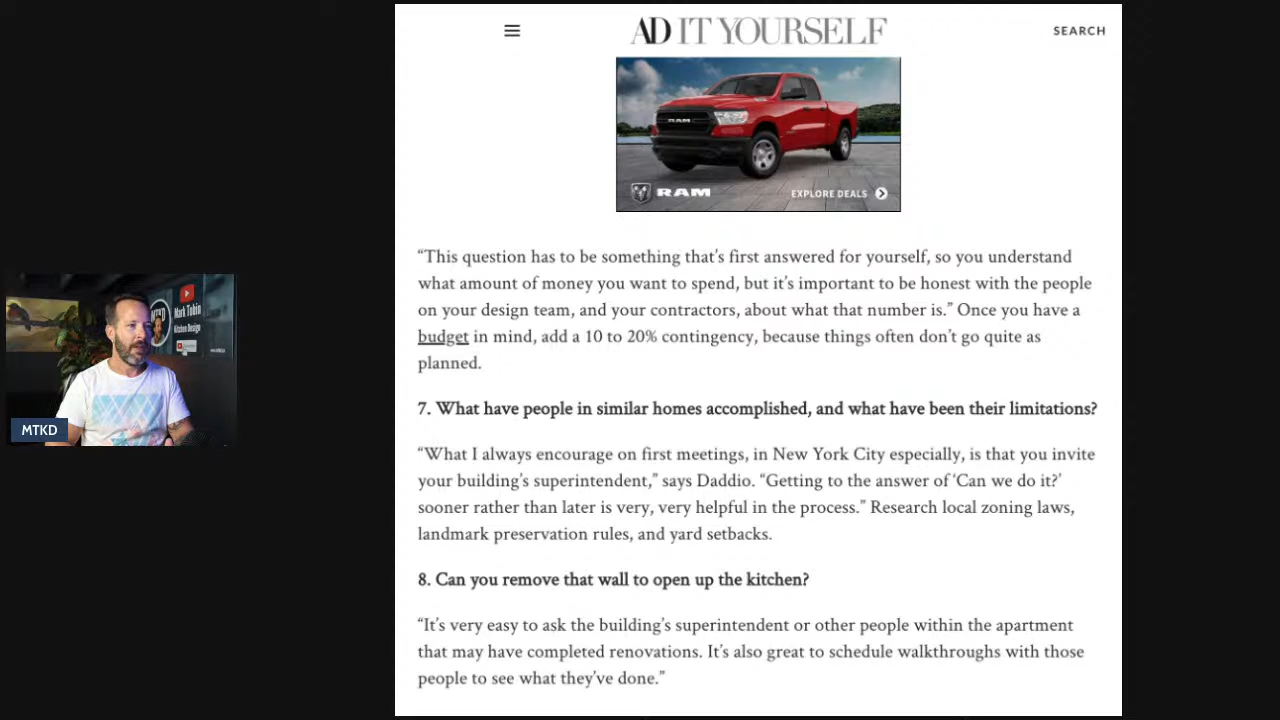 AD IT YOURSELF
SEARCH
RAM
RAM
EXPLORE DEALS
“This question has to be something that’s first answered for yourself, so you understand
what amount of money you want to spend, but it’s important to be honest with the people
on your design team, and your contractors, about what that number is.” Once you have a
budget in mind, add a 10 to 20% contingency, because things often don’t go quite as
planned.
7. What have people in similar homes accomplished, and what have been their limitations?
“What I always encourage on first meetings, in New York City especially, is that you invite
your building’s superintendent,” says Daddio. “Getting to the answer of ‘Can we do it?’
sooner rather than later is very, very helpful in the process.” Research local zoning laws,
landmark preservation rules, and yard setbacks.
8. Can you remove that wall to open up the kitchen?
“It’s very easy to ask the building’s superintendent or other people within the apartment
that may have completed renovations. It’s also great to schedule walkthroughs with those
people to see what they’ve done.”
Mark Tobin
Kitchen Design
MTKD